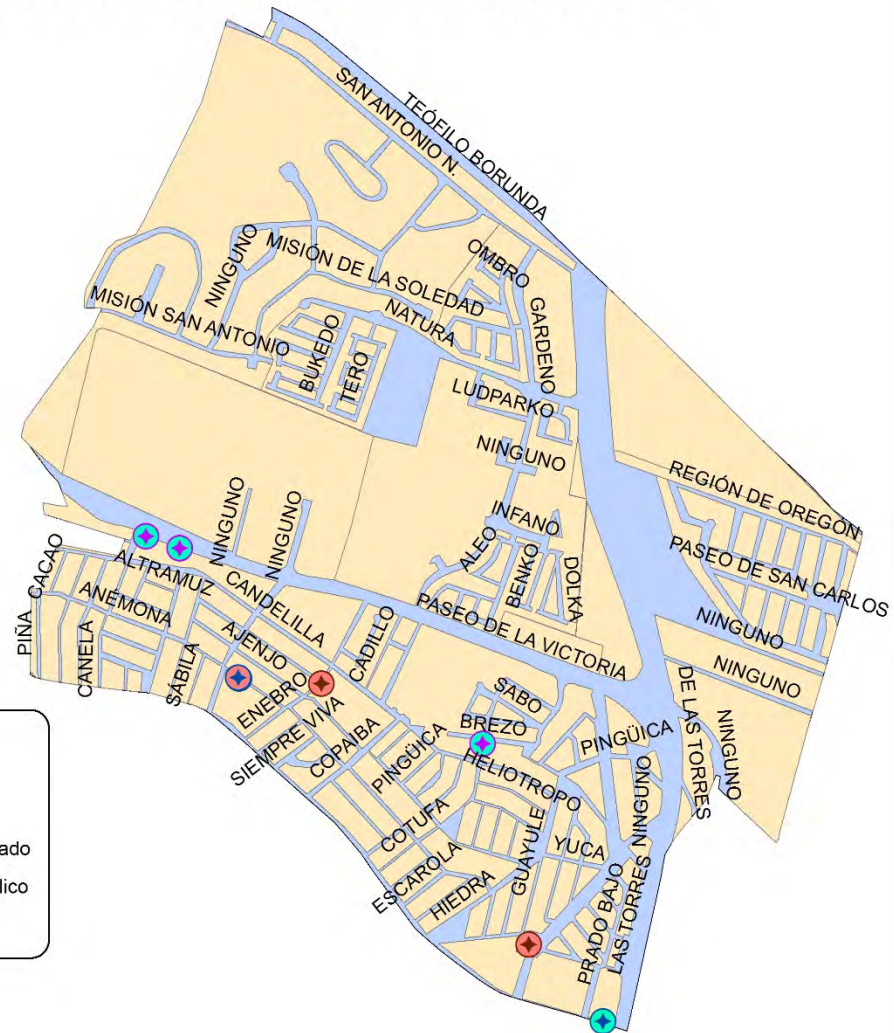 TEÓFILO BORUNDA
SAN ANTONIO N.
OMBRO
NINGUNO
MISIÓN DE LA SOLEDAD
GARDENO
MISIÓN SAN ANTONIO
NATURA
BUKEDO
TERO
LUDPARKO
NINGUNO
REGIÓN DE OREGÓN
NINGUNO
NINGUNO
INFANO
ALEO
BENKO
DOLKA
PASEO DE SAN CARLOS
CACAO
ALTRAMUZ
CANDELILLA
PASEO DE LA VICTORIA
NINGUNO
PIÑA
ANÉMONA
CADILLO
CANELA
SÁBILA
AJENJO
NINGUNO
ENEBRO
SABO
DE LAS TORRES
NINGUNO
SIEMPRE VIVA
BREZO
PINGÜICA
COPAIBA
PINGÜICA
HELIOTROPO
NINGUNO
COTUFA
GUAYULE
YUCA
ESCAROLA
HIEDRA
PRADO BAJO
LAS TORRES
ado
lico